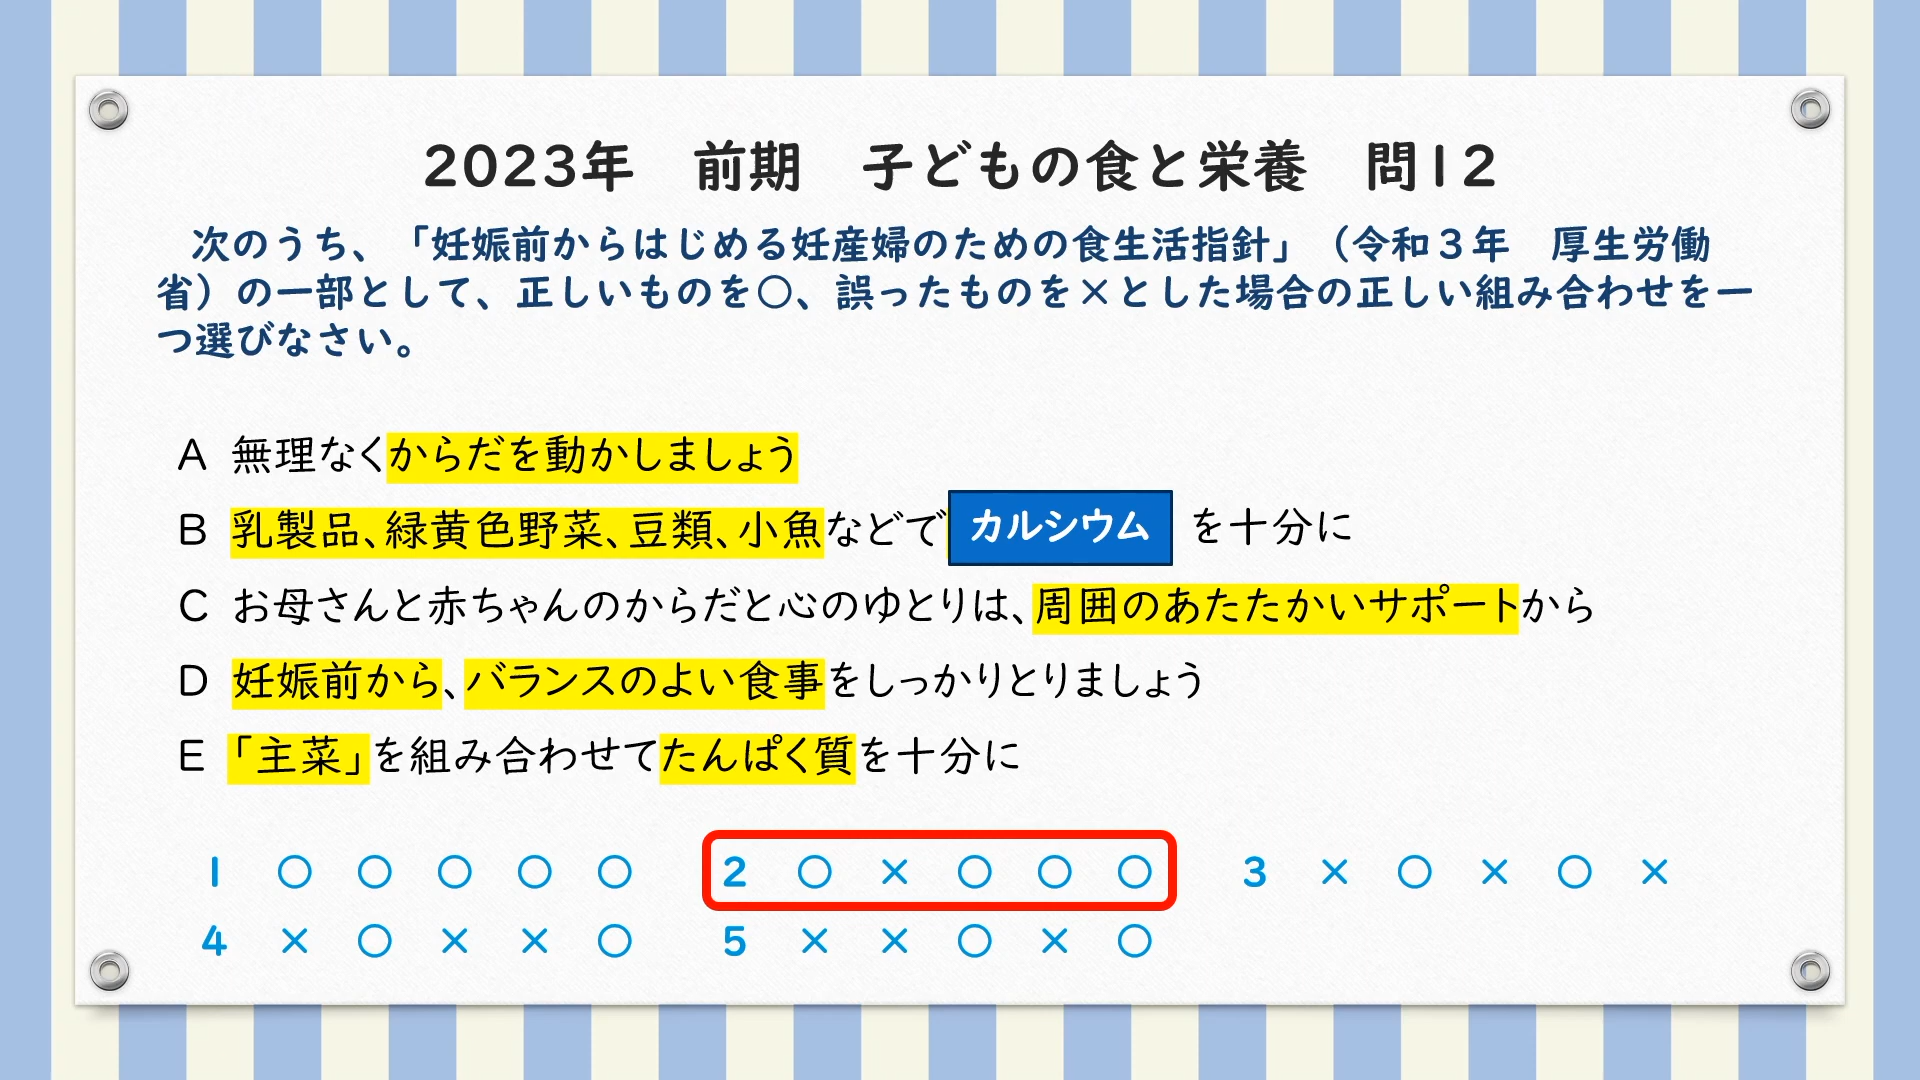 2023年　前期　子どもの食と栄養　問12
次のうち、「妊娠前からはじめる妊産婦のための食生活指針」（令和３年　厚生労働
省）の一部として、正しいものを○、誤ったものを×とした場合の正しい組み合わせを一
つ選びなさい。
A 無理なくからだを動かしましょう
B 乳製品、緑黄色野菜、豆類、小魚などで カルシウム を十分に
C お母さんと赤ちゃんのからだと心のゆとりは、周囲のあたたかいサポートから
D 妊娠前から、バランスのよい食事をしっかりとりましょう
E 「主菜」を組み合わせてたんぱく質を十分に
1 ○ ○ ○ ○ ○ 2 ○ × ○ ○ ○ 3 × ○ × ○ ×
4 × ○ × × ○ 5 × × ○ × ○